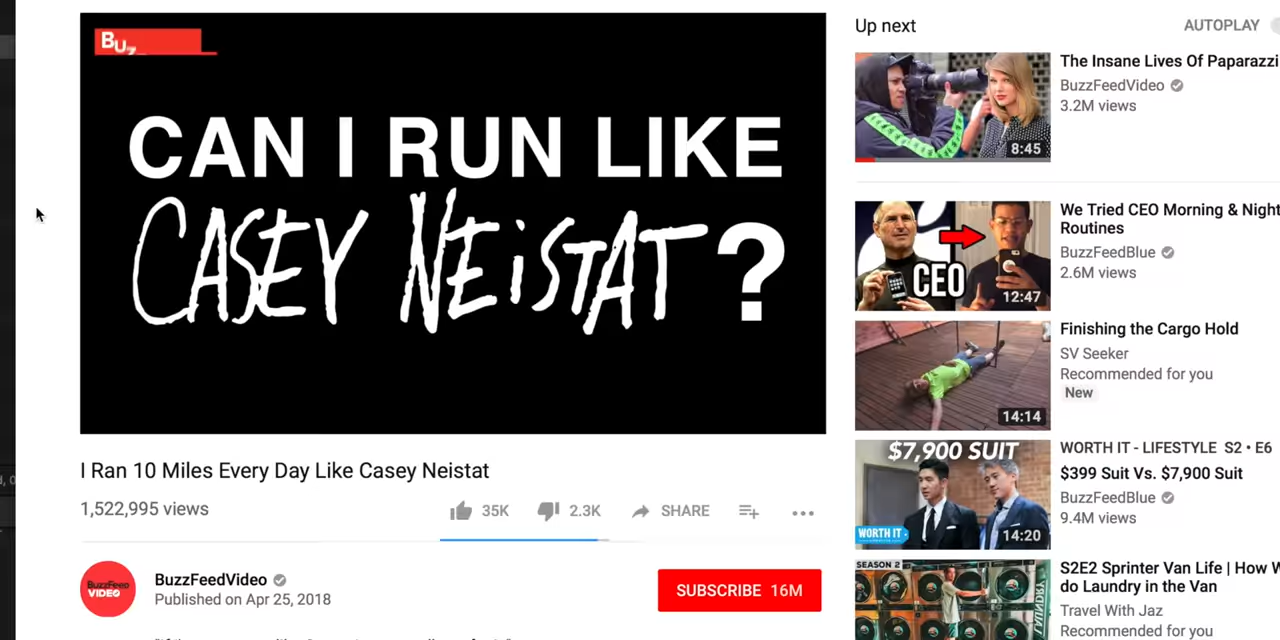 Buz
CAN I RUN LIKE
CASEY NEiSTAT?
I Ran 10 Miles Every Day Like Casey Neistat
1,522,995 views
35K
2.3K
SHARE
BuzzFeed
VIDEO
BuzzFeedVideo
Published on Apr 25, 2018
SUBSCRIBE 16M
Up next
AUTOPLAY
8:45
The Insane Lives Of Paparazzi
BuzzFeedVideo
3.2M views
CEO
12:47
We Tried CEO Morning & Night
Routines
BuzzFeedBlue
2.6M views
14:14
Finishing the Cargo Hold
SV Seeker
Recommended for you
New
$7,900 SUIT
WORTH IT
14:20
WORTH IT - LIFESTYLE S2 • E6
$399 Suit Vs. $7,900 Suit
BuzzFeedBlue
9.4M views
SEASON 2
LAUNDRY
S2E2 Sprinter Van Life | How
do Laundry in the Van
Travel With Jaz
Recommended for you